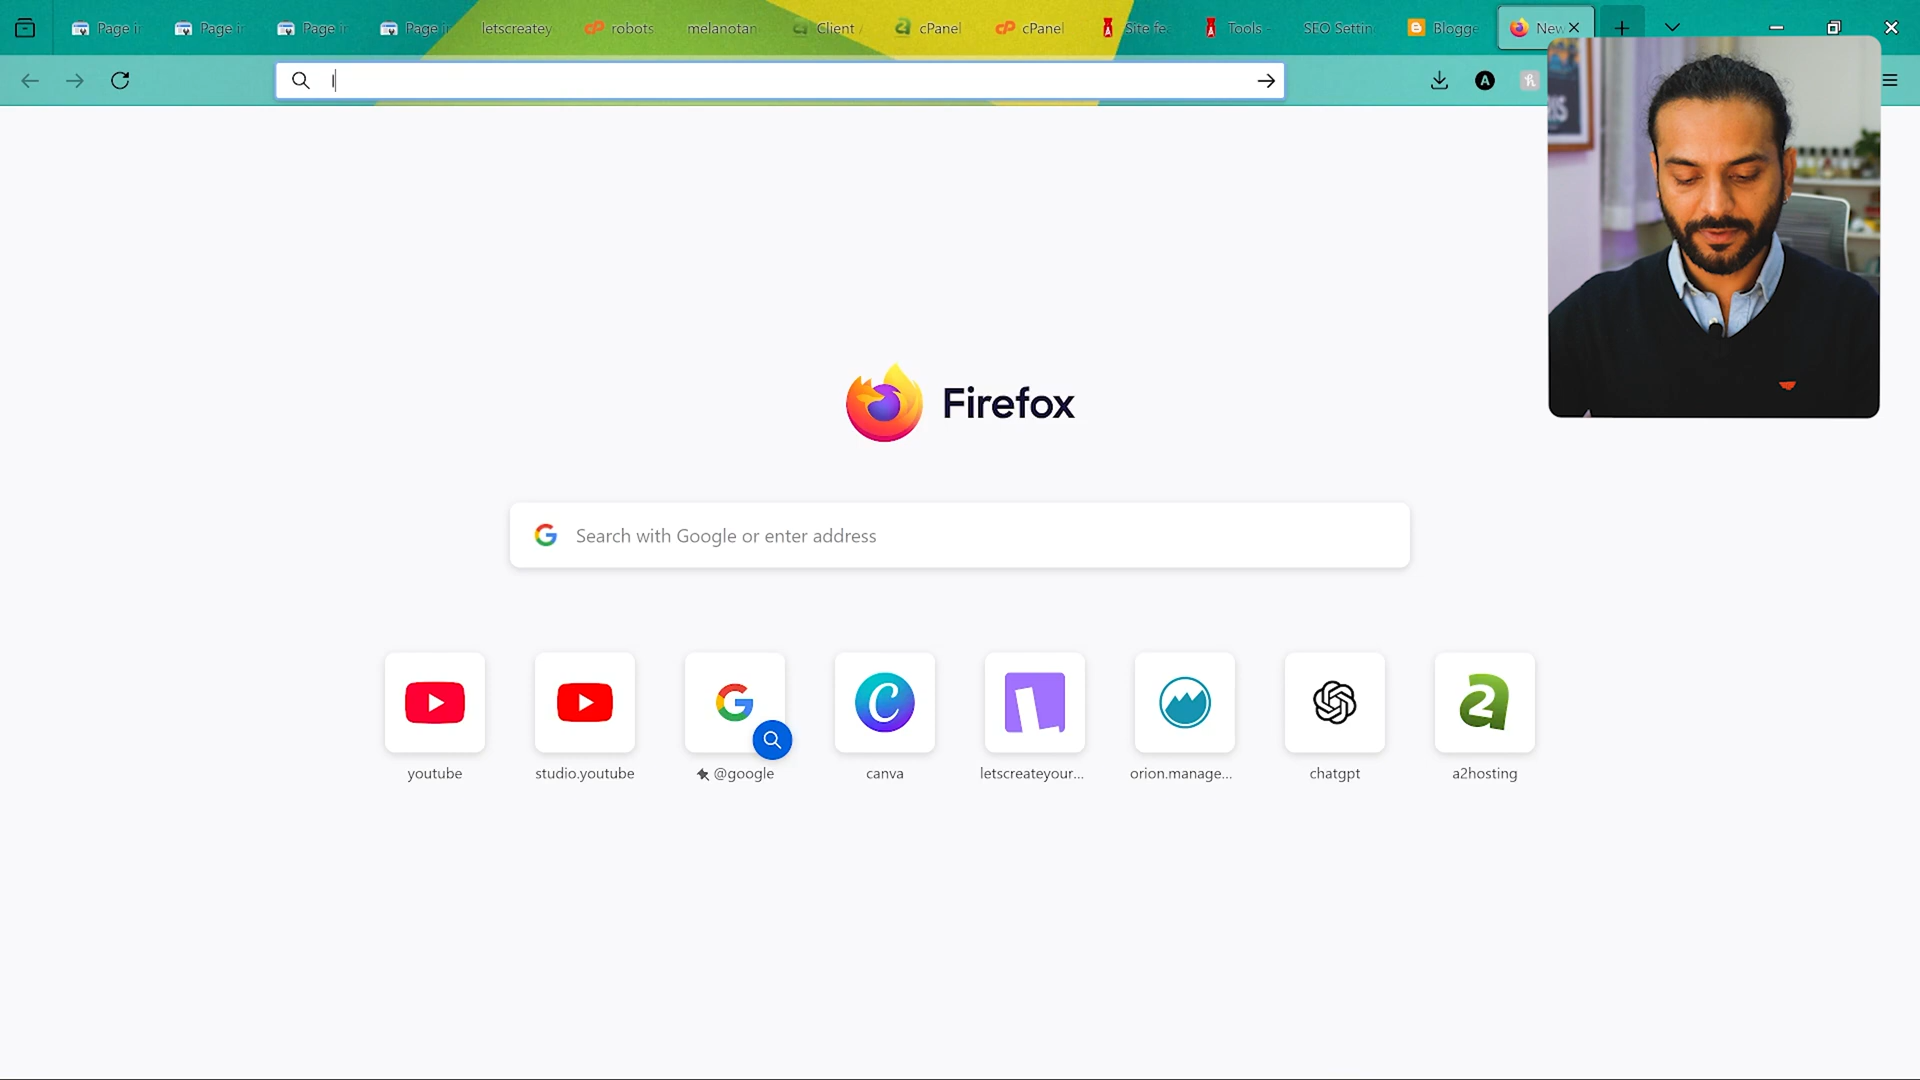 Page i
Page i
Page i
Page i
letscreatey
robots
melanotan
Client
cPanel
cPanel
Site fe
Tools
SEO Settin
Blogge
New
l
Firefox
Search with Google or enter address
youtube
studio.youtube
@google
canva
letscreateyour...
orion.manage...
chatgpt
a2hosting